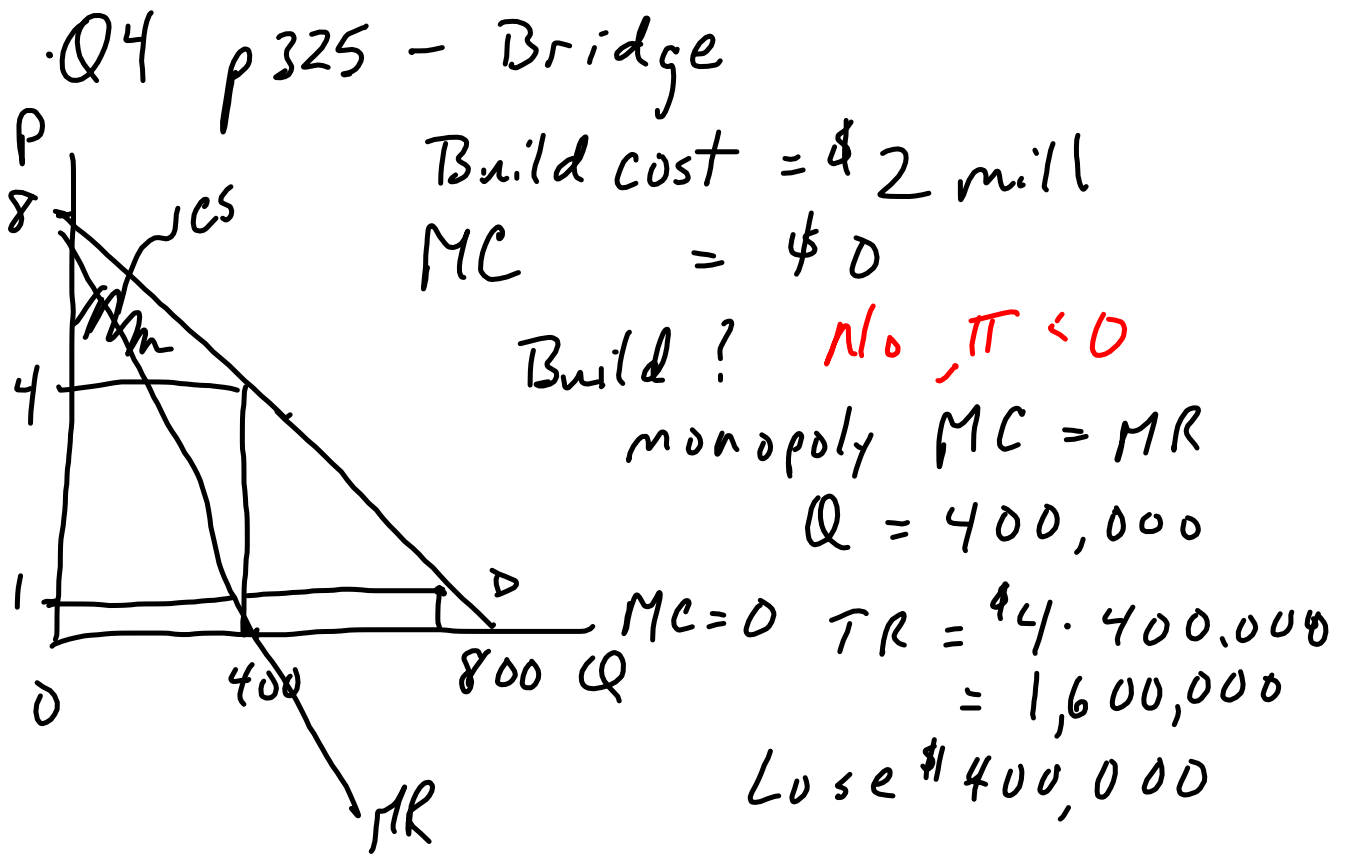 ·Q4 p325 - Bridge
P
Build cost = $2 mill
8
CS
MC = $0
Build? No, π < 0
4
monopoly MC = MR
Q = 400,000
1
D
MC = 0
TR = $4 · 400.000
= 1,600,000
0
400
800
Q
Lose $400,000
MR